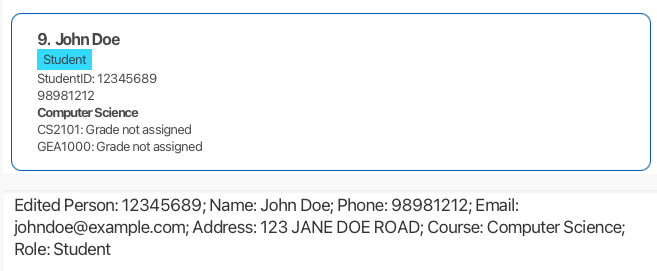 9. John Doe
Student
StudentID: 12345689
98981212
Computer Science
CS2101: Grade not assigned
GEA1000: Grade not assigned
Edited Person: 12345689; Name: John Doe; Phone: 98981212; Email:
johndoe@example.com; Address: 123 JANE DOE ROAD; Course: Computer Science;
Role: Student